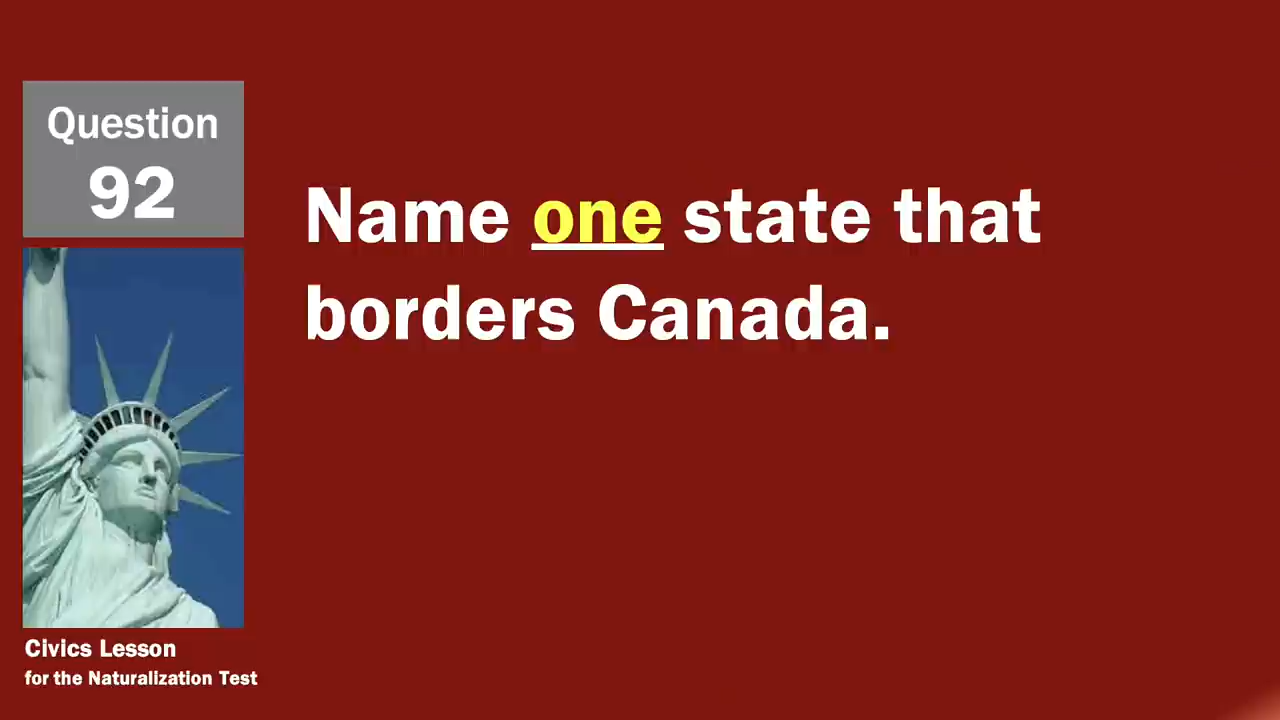 Question
92
Name one state that
borders Canada.
Civics Lesson
for the Naturalization Test